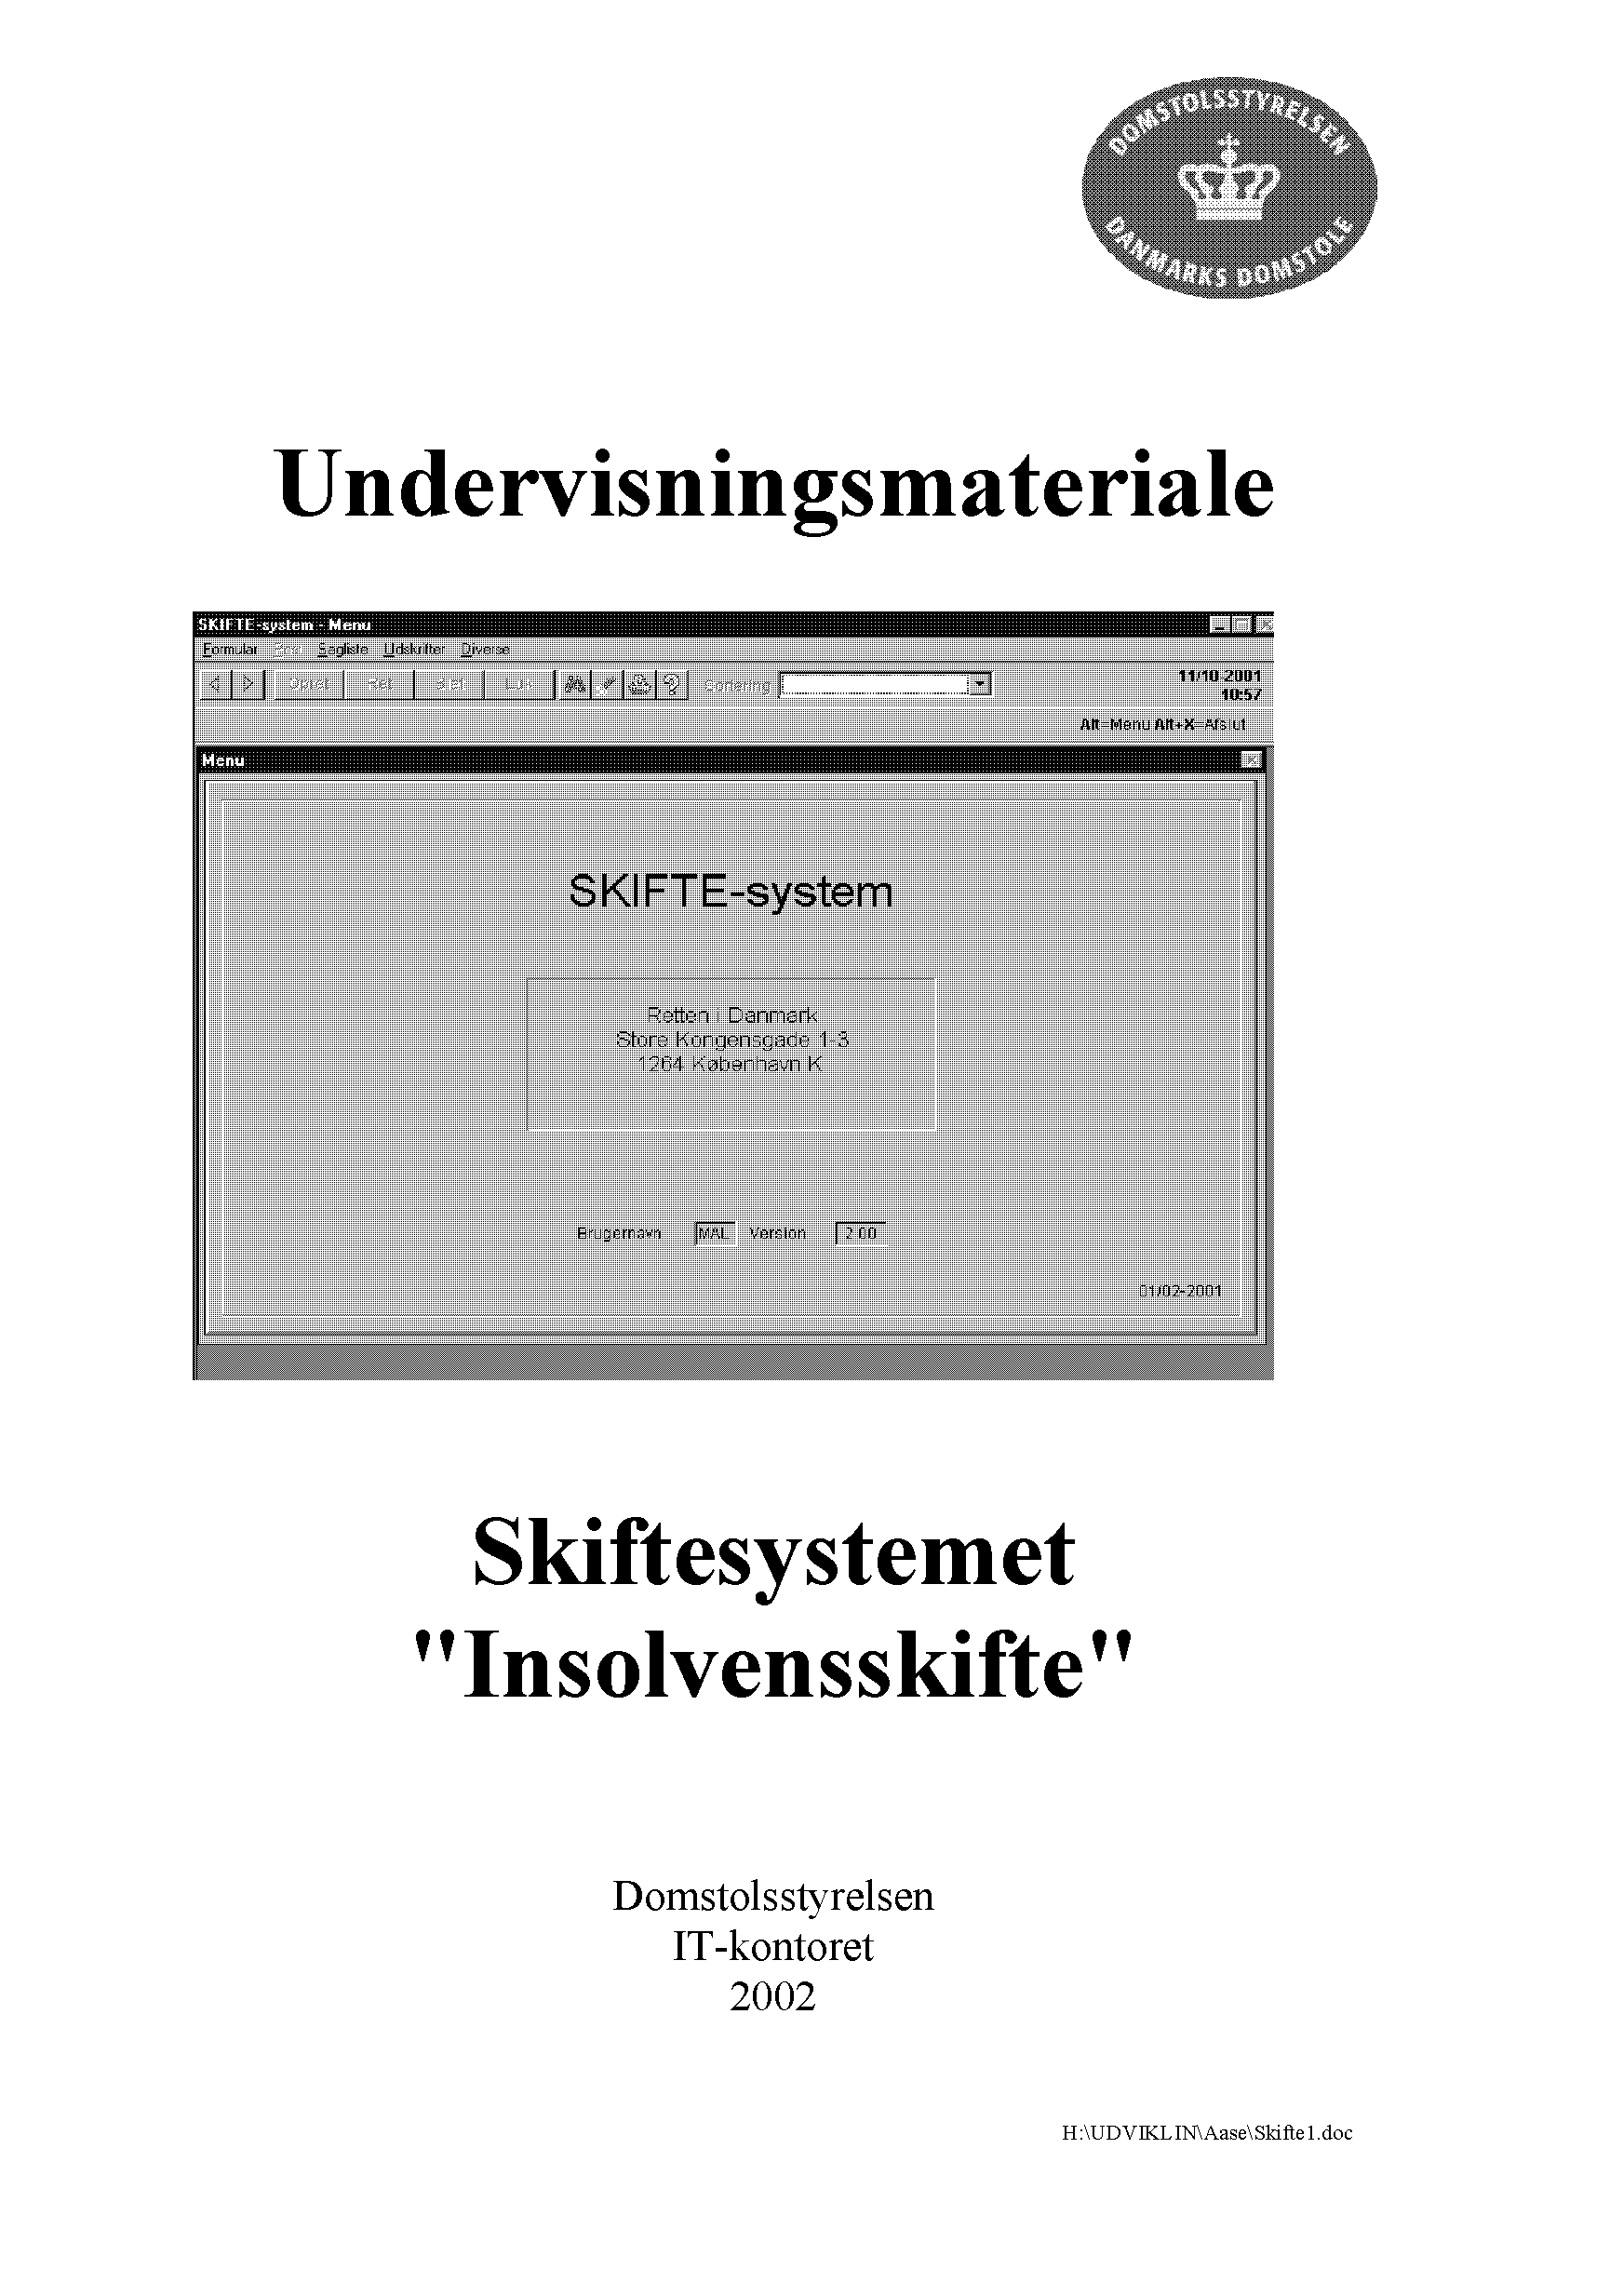 DOMSTOLSSTYRELSEN
DANMARKS DOMSTOLE
Undervisningsmateriale
SKIFTE-system - Menu
Formular Post Sagliste Udskrifter Diverse
Opret Ret Slet Luk Sortering
11/10-2001
10:57
Alt=Menu Alt+X=Afslut
Menu
SKIFTE-system
Retten i Danmark
Store Kongensgade 1-3
1264 København K
Brugernavn MAL Version 2.00
01/02-2001
Skiftesystemet
"Insolvensskifte"
Domstolsstyrelsen
IT-kontoret
2002
H:\UDVIKLIN\Aase\Skifte1.doc